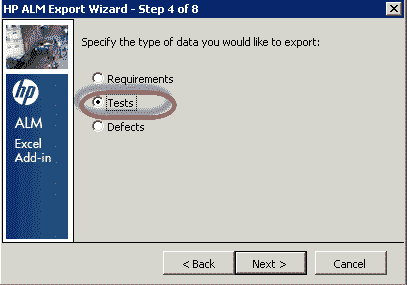 HP ALM Export Wizard - Step 4 of 8
Specify the type of data you would like to export:
Requirements
Tests
Defects
hp
ALM
Excel
Add-in
< Back
Next >
Cancel